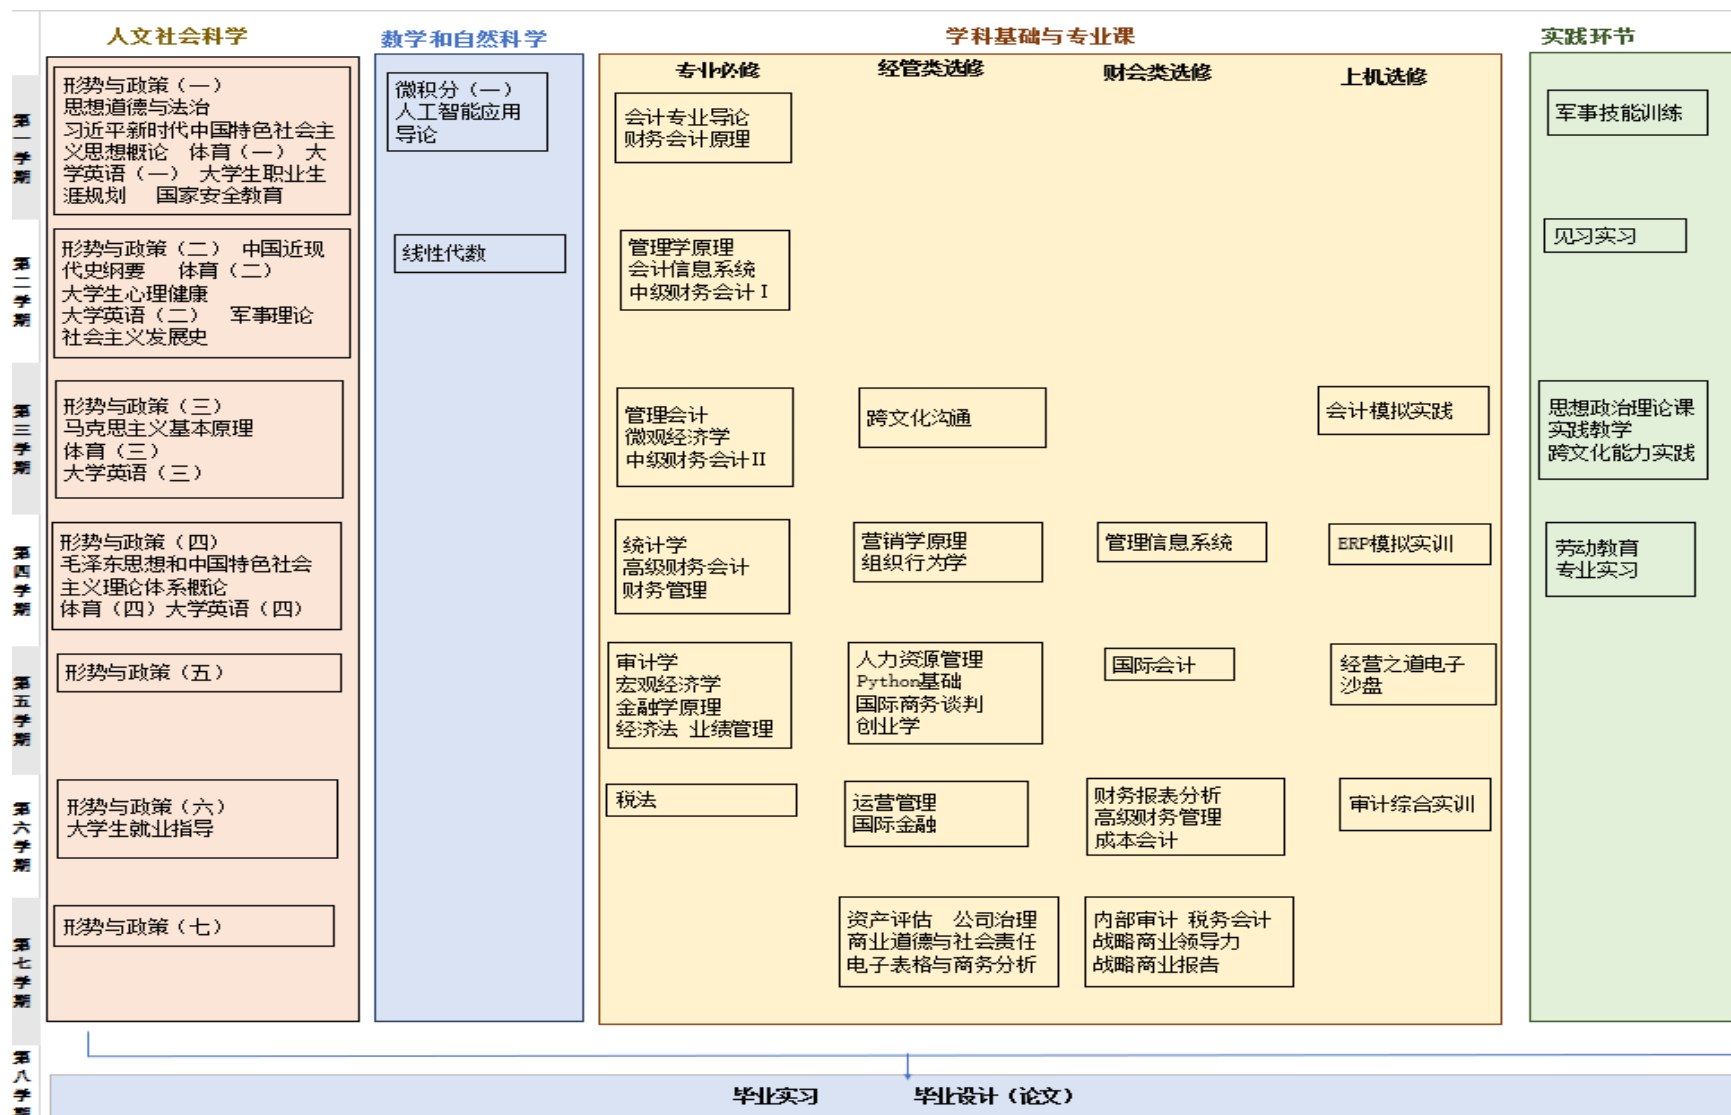 人文社会科学
数学和自然科学
学科基础与专业课
实践环节
专业必修
经管类选修
财会类选修
上机选修
第一学期
形势与政策（一）
思想道德与法治
习近平新时代中国特色社会主
义思想概论 体育（一） 大
学英语（一） 大学生职业生
涯规划 国家安全教育
微积分（一）
人工智能应用
导论
会计专业导论
财务会计原理
军事技能训练
第二学期
形势与政策（二） 中国近现
代史纲要 体育（二）
大学生心理健康
大学英语（二） 军事理论
社会主义发展史
线性代数
管理学原理
会计信息系统
中级财务会计Ⅰ
见习实习
第三学期
形势与政策（三）
马克思主义基本原理
体育（三）
大学英语（三）
管理会计
微观经济学
中级财务会计II
跨文化沟通
会计模拟实践
思想政治理论课
实践教学
跨文化能力实践
第四学期
形势与政策（四）
毛泽东思想和中国特色社会
主义理论体系概论
体育（四）大学英语（四）
统计学
高级财务会计
财务管理
营销学原理
组织行为学
管理信息系统
ERP模拟实训
劳动教育
专业实习
第五学期
形势与政策（五）
审计学
宏观经济学
金融学原理
经济法 业绩管理
人力资源管理
Python基础
国际商务谈判
创业学
国际会计
经营之道电子
沙盘
第六学期
形势与政策（六）
大学生就业指导
税法
运营管理
国际金融
财务报表分析
高级财务管理
成本会计
审计综合实训
第七学期
形势与政策（七）
资产评估 公司治理
商业道德与社会责任
电子表格与商务分析
内部审计 税务会计
战略商业领导力
战略商业报告
第八学期
毕业实习 毕业设计（论文）